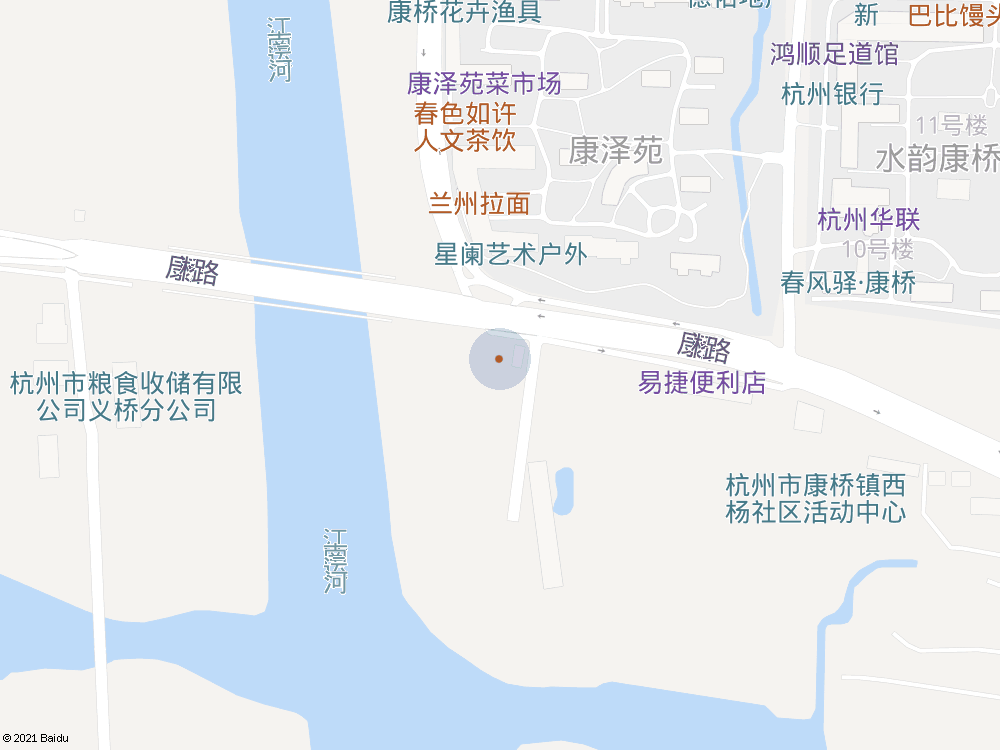 康桥花卉渔具
新
巴比馒头
江南运河
鸿顺足道馆
康泽苑菜市场
杭州银行
春色如许
人文茶饮
11号楼
康泽苑
水韵康桥
兰州拉面
杭州华联
10号楼
星阑艺术户外
康桥路
春风驿·康桥
康桥路
易捷便利店
杭州市粮食收储有限
公司义桥分公司
杭州市康桥镇西
杨社区活动中心
江南运河
© 2021 Baidu